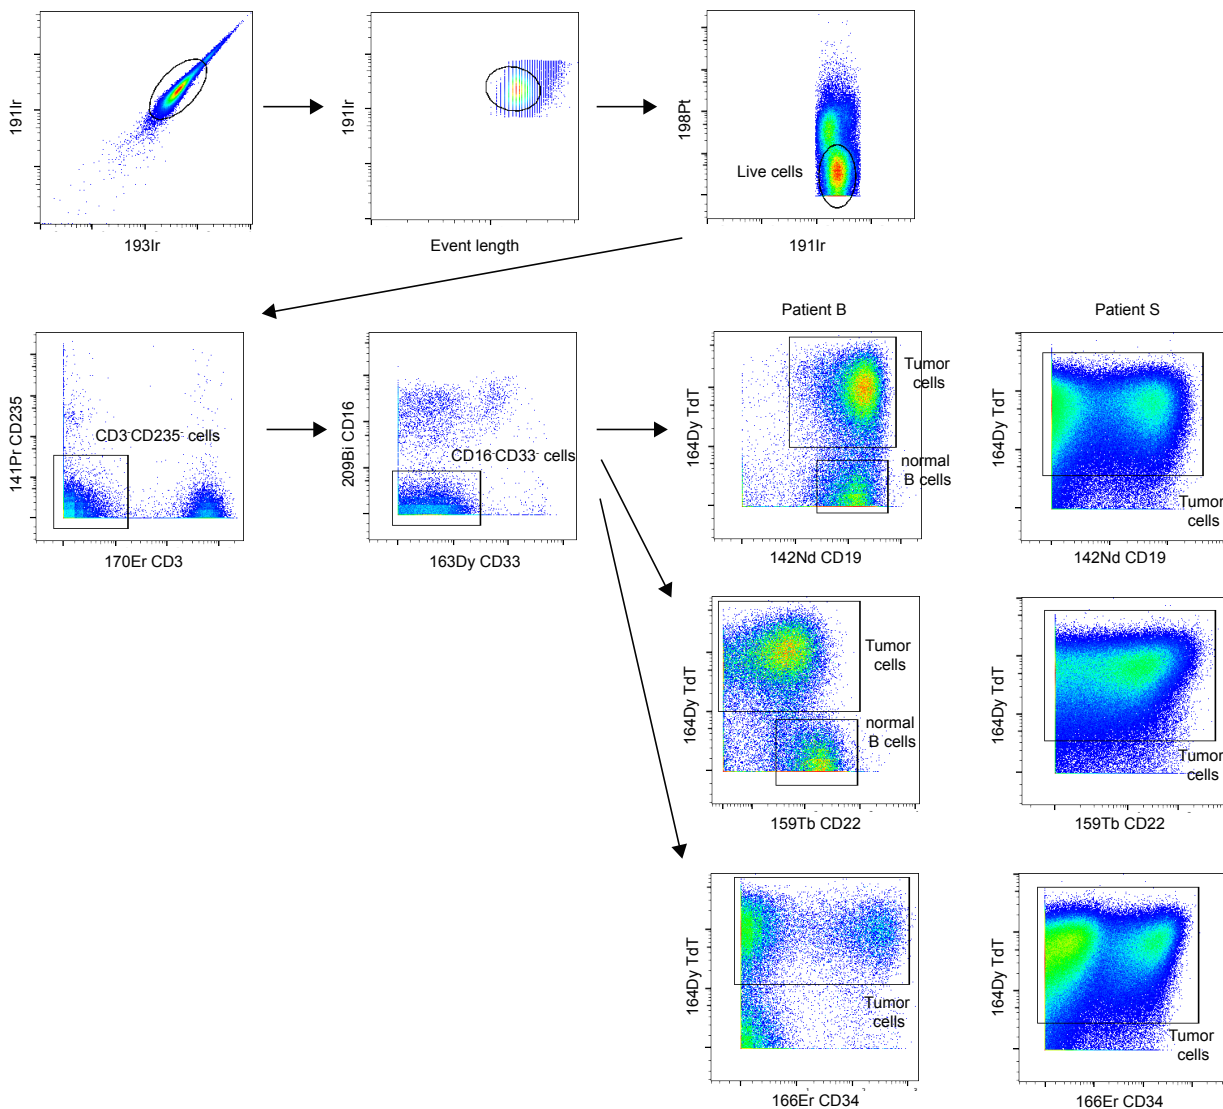 191Ir
193Ir
191Ir
Event length
198Pt
Live cells
191Ir
141Pr CD235
CD3⁻CD235⁻ cells
170Er CD3
209Bi CD16
CD16⁻CD33⁻ cells
163Dy CD33
Patient B
164Dy TdT
Tumor
cells
normal
B cells
142Nd CD19
Patient S
164Dy TdT
Tumor
cells
142Nd CD19
164Dy TdT
Tumor
cells
normal
B cells
159Tb CD22
164Dy TdT
Tumor
cells
159Tb CD22
164Dy TdT
Tumor
cells
166Er CD34
164Dy TdT
Tumor
cells
166Er CD34